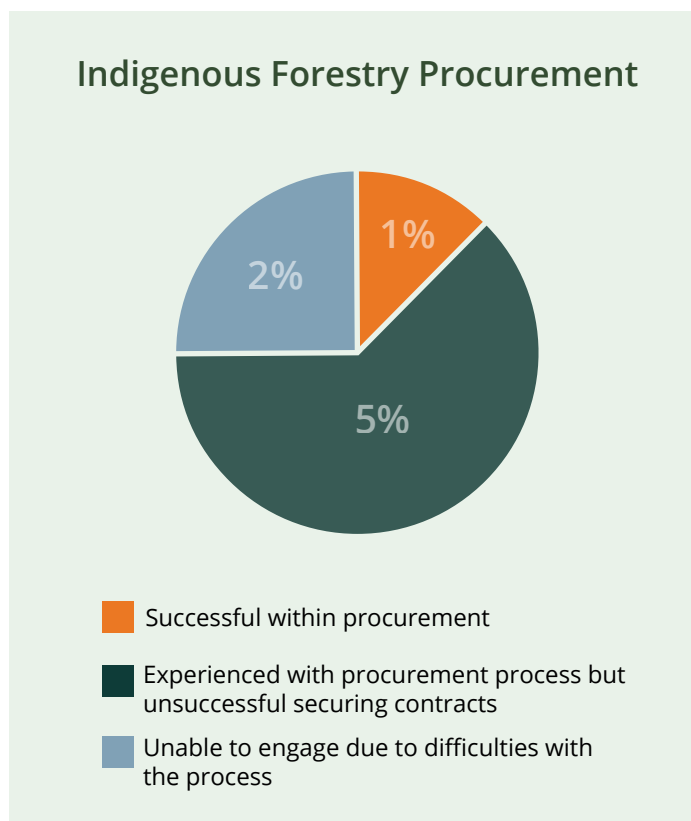 Indigenous Forestry Procurement
1%
2%
5%
Successful within procurement
Experienced with procurement process but
unsuccessful securing contracts
Unable to engage due to difficulties with
the process